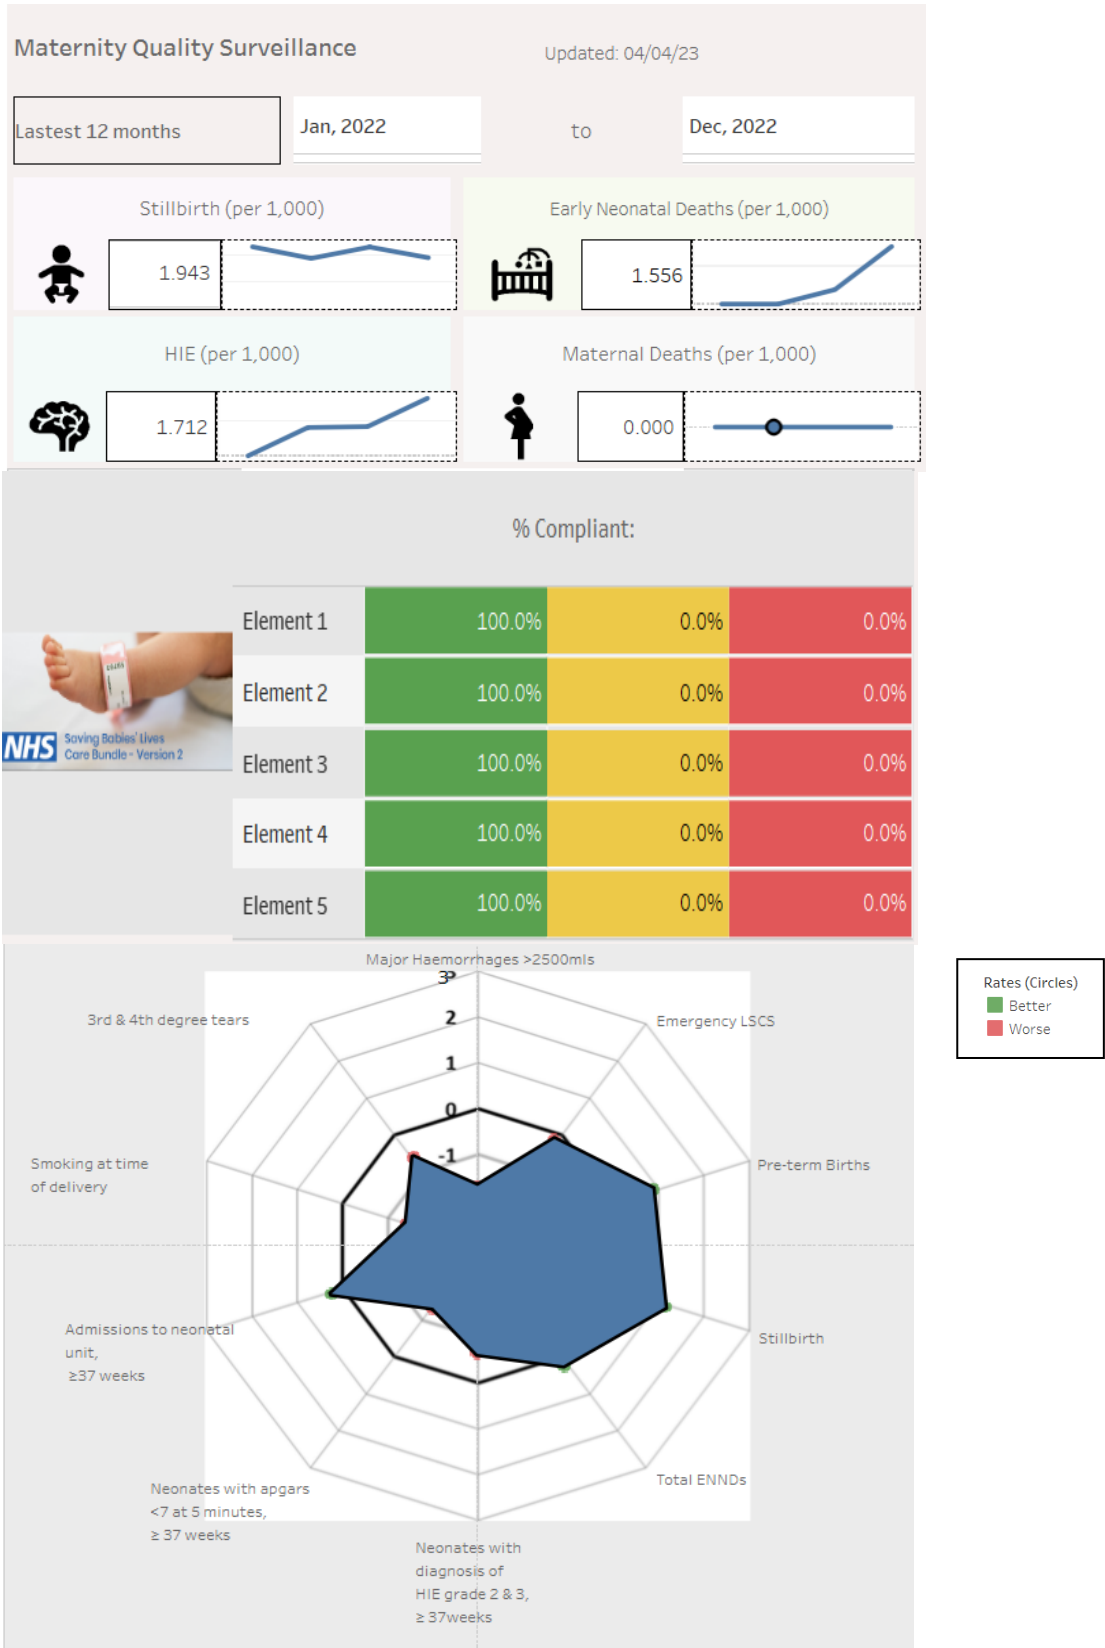 Maternity Quality Surveillance
Updated: 04/04/23
Lastest 12 months
Jan, 2022
to
Dec, 2022
Stillbirth (per 1,000)
1.943
Early Neonatal Deaths (per 1,000)
1.556
HIE (per 1,000)
1.712
Maternal Deaths (per 1,000)
0.000
% Compliant:
NHS
Saving Babies' Lives
Care Bundle - Version 2
Element 1 100.0% 0.0% 0.0%
Element 2 100.0% 0.0% 0.0%
Element 3 100.0% 0.0% 0.0%
Element 4 100.0% 0.0% 0.0%
Element 5 100.0% 0.0% 0.0%
Major Haemorrhages >2500mls
3
2
1
0
-1
Emergency LSCS
Pre-term Births
Stillbirth
Total ENNDs
Neonates with
diagnosis of
HIE grade 2 & 3,
≥ 37weeks
Neonates with apgars
<7 at 5 minutes,
≥ 37 weeks
Admissions to neonatal
unit,
≥37 weeks
Smoking at time
of delivery
3rd & 4th degree tears
Rates (Circles)
Better
Worse